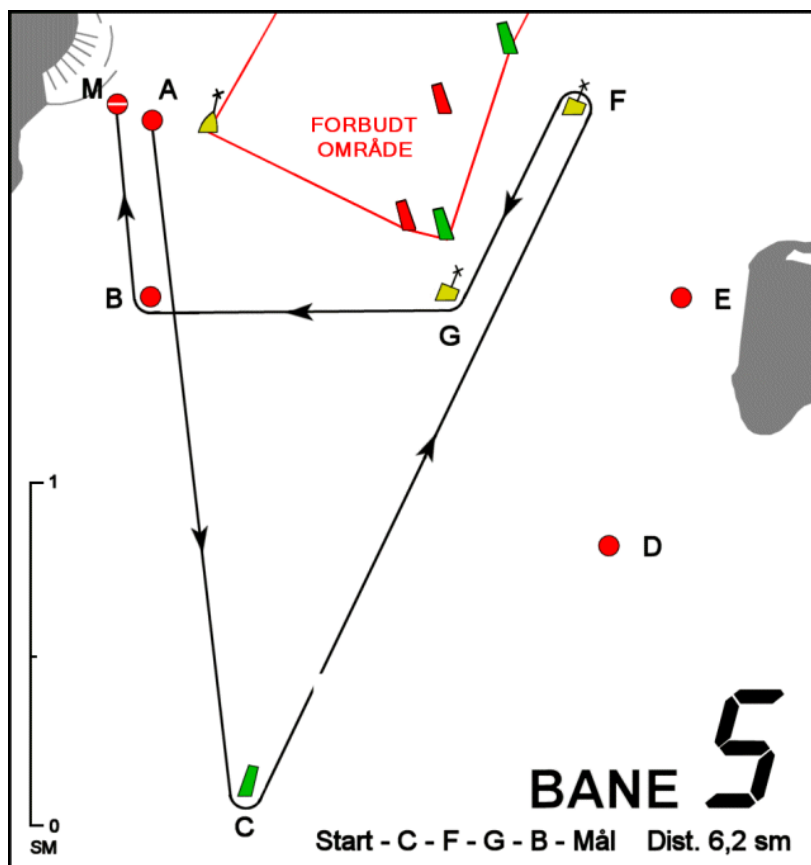 M
A
F
FORBUDT
OMRÅDE
B
E
G
1
D
BANE 5
0
SM
C
Start - C - F - G - B - Mål Dist. 6,2 sm